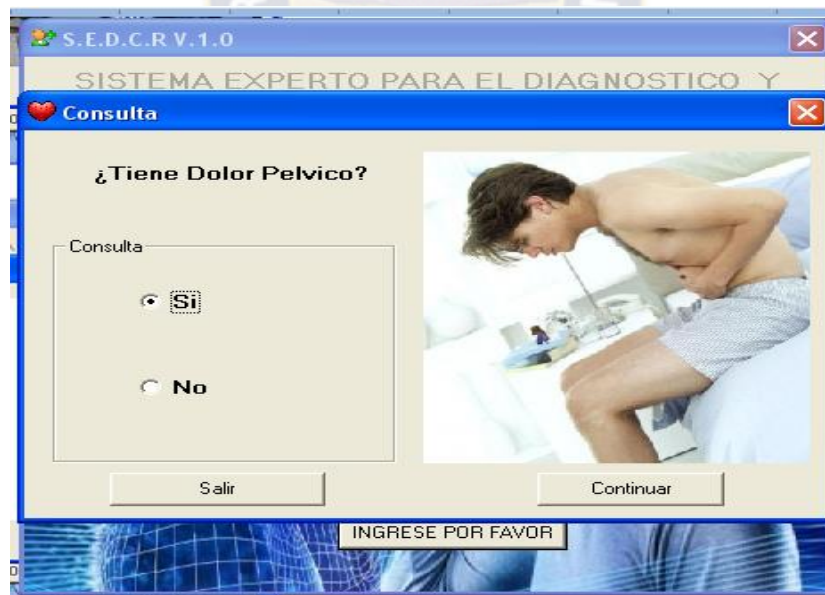 S.E.D.C.R V.1.0
SISTEMA EXPERTO PARA EL DIAGNOSTICO Y
Consulta
¿Tiene Dolor Pelvico?
Consulta
Si
No
Salir
Continuar
INGRESE POR FAVOR